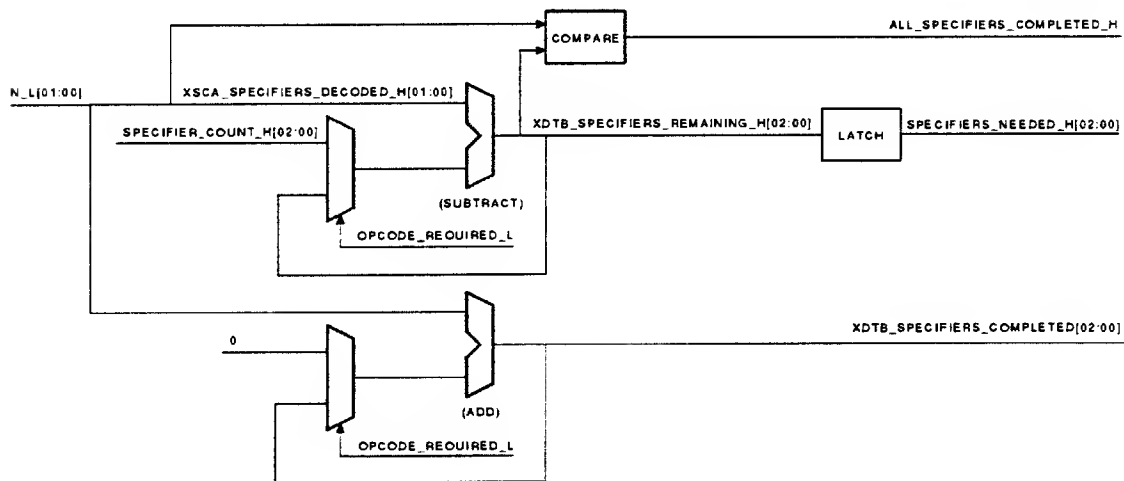 ALL_SPECIFIERS_COMPLETED_H
COMPARE
N_L[01:00]
XSCA_SPECIFIERS_DECODED_H[01:00]
SPECIFIER_COUNT_H[02:00]
XDTB_SPECIFIERS_REMAINING_H[02:00]
LATCH
SPECIFIERS_NEEDED_H[02:00]
(SUBTRACT)
OPCODE_REQUIRED_L
0
XDTB_SPECIFIERS_COMPLETED[02:00]
(ADD)
OPCODE_REQUIRED_L